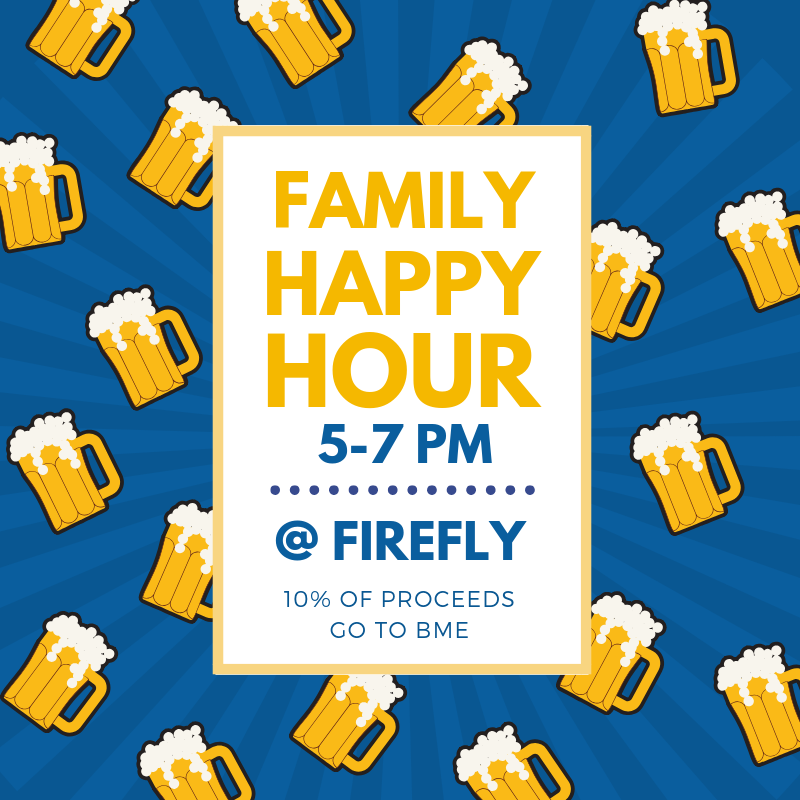 FAMILY
HAPPY
HOUR
5-7 PM
@ FIREFLY
10% OF PROCEEDS
GO TO BME